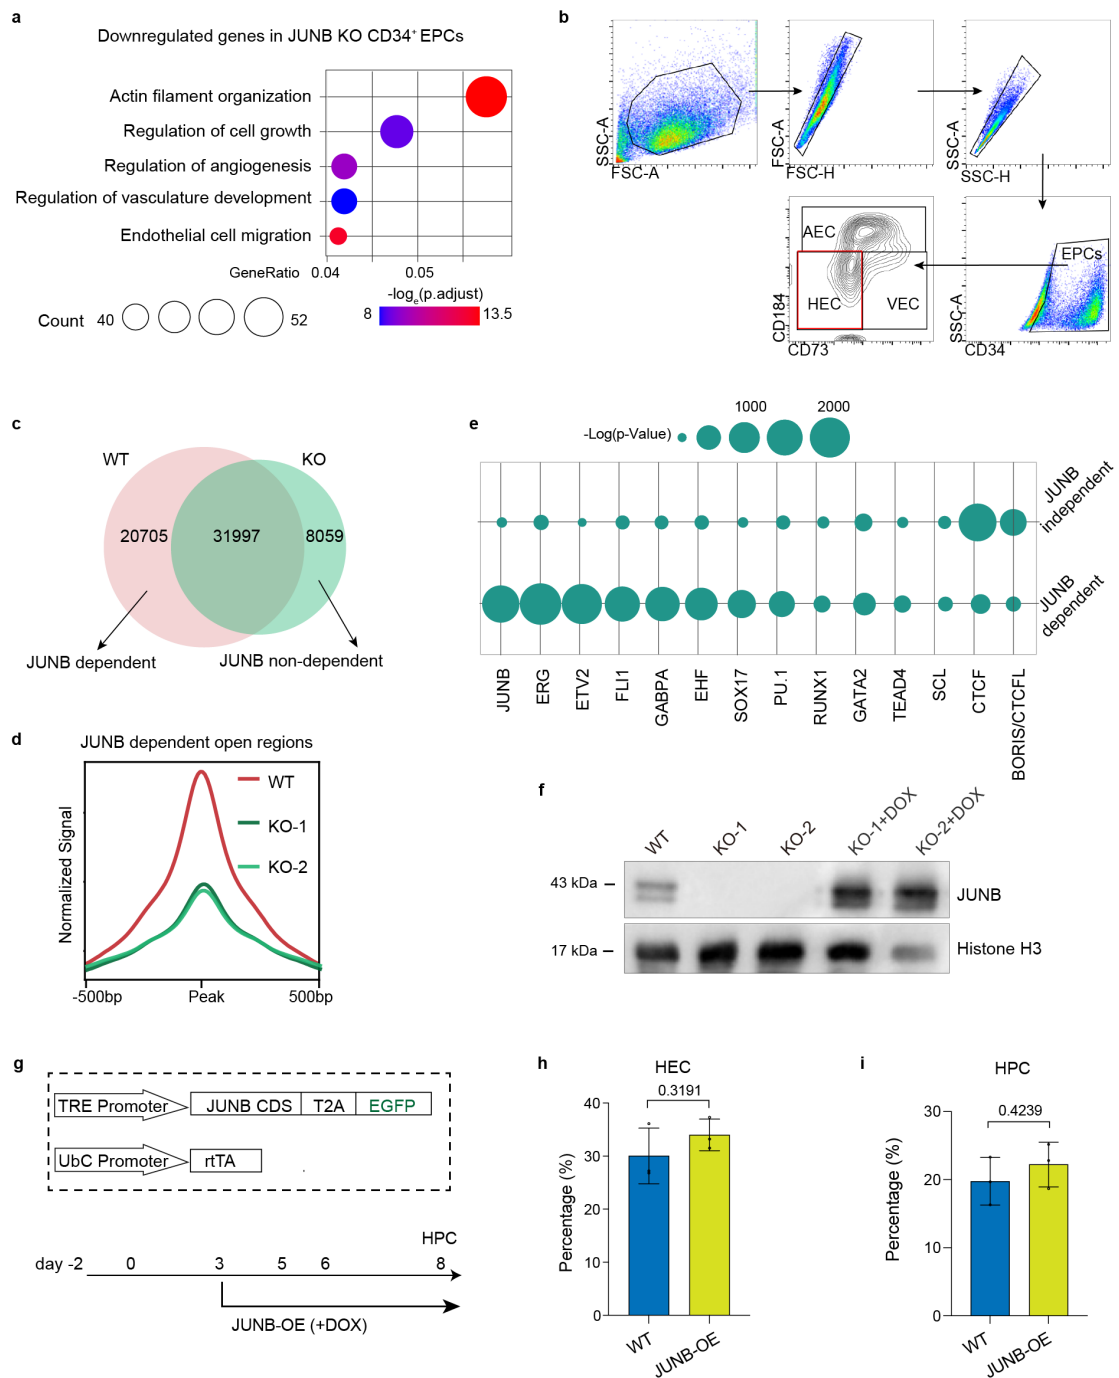 a
Downregulated genes in JUNB KO CD34+ EPCs
Actin filament organization
Regulation of cell growth
Regulation of angiogenesis
Regulation of vasculature development
Endothelial cell migration
GeneRatio 0.04 0.05
-loge(p.adjust)
8 13.5
Count 40 52
b
SSC-A
FSC-A
FSC-A
FSC-H
SSC-A
SSC-H
AEC
HEC
VEC
CD184
CD73
EPCs
SSC-A
CD34
c
WT KO
20705 31997 8059
JUNB dependent JUNB non-dependent
d
JUNB dependent open regions
Normalized Signal
WT
KO-1
KO-2
-500bp Peak 500bp
e
1000 2000
-Log(p-Value)
JUNB
independent
JUNB
dependent
JUNB
ERG
ETV2
FLI1
GABPA
EHF
SOX17
PU.1
RUNX1
GATA2
TEAD4
SCL
CTCF
BORIS/CTCFL
f
WT
KO-1
KO-2
KO-1+DOX
KO-2+DOX
43 kDa
JUNB
17 kDa
Histone H3
g
TRE Promoter JUNB CDS T2A EGFP
UbC Promoter rtTA
HPC
day -2 0 3 5 6 8
JUNB-OE (+DOX)
h
HEC
0.3191
Percentage (%)
40
30
20
10
0
WT
JUNB-OE
i
HPC
0.4239
Percentage (%)
30
20
10
0
WT
JUNB-OE